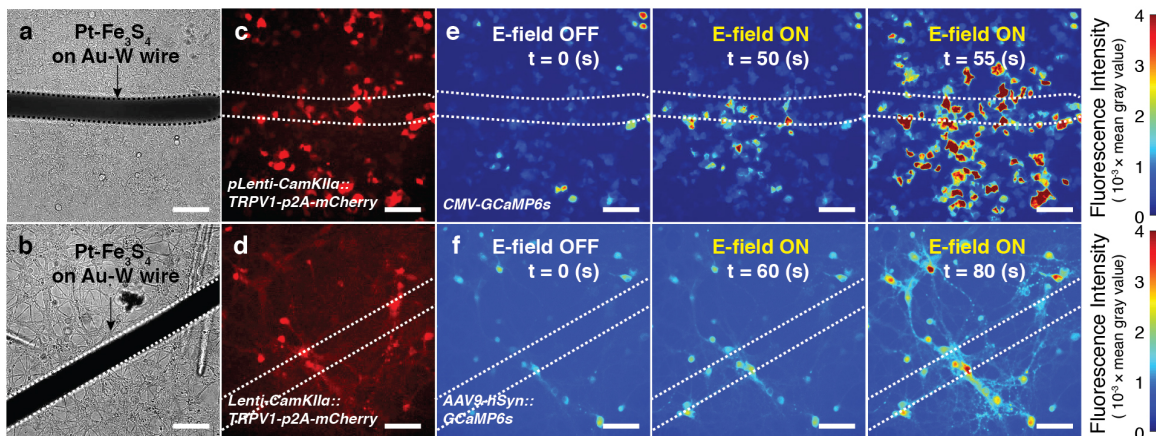 a
Pt-Fe3S4
on Au-W wire
c
pLenti-CamKIIα::
TRPV1-p2A-mCherry
e
E-field OFF
t = 0 (s)
CMV-GCaMP6s
E-field ON
t = 50 (s)
E-field ON
t = 55 (s)
4
3
2
1
0
Fluorescence Intensity
( 10⁻³ × mean gray value)
b
Pt-Fe3S4
on Au-W wire
d
Lenti-CamKIIα::
TRPV1-p2A-mCherry
f
E-field OFF
t = 0 (s)
AAV9-hSyn::
GCaMP6s
E-field ON
t = 60 (s)
E-field ON
t = 80 (s)
4
3
2
1
0
Fluorescence Intensity
( 10⁻³ × mean gray value)